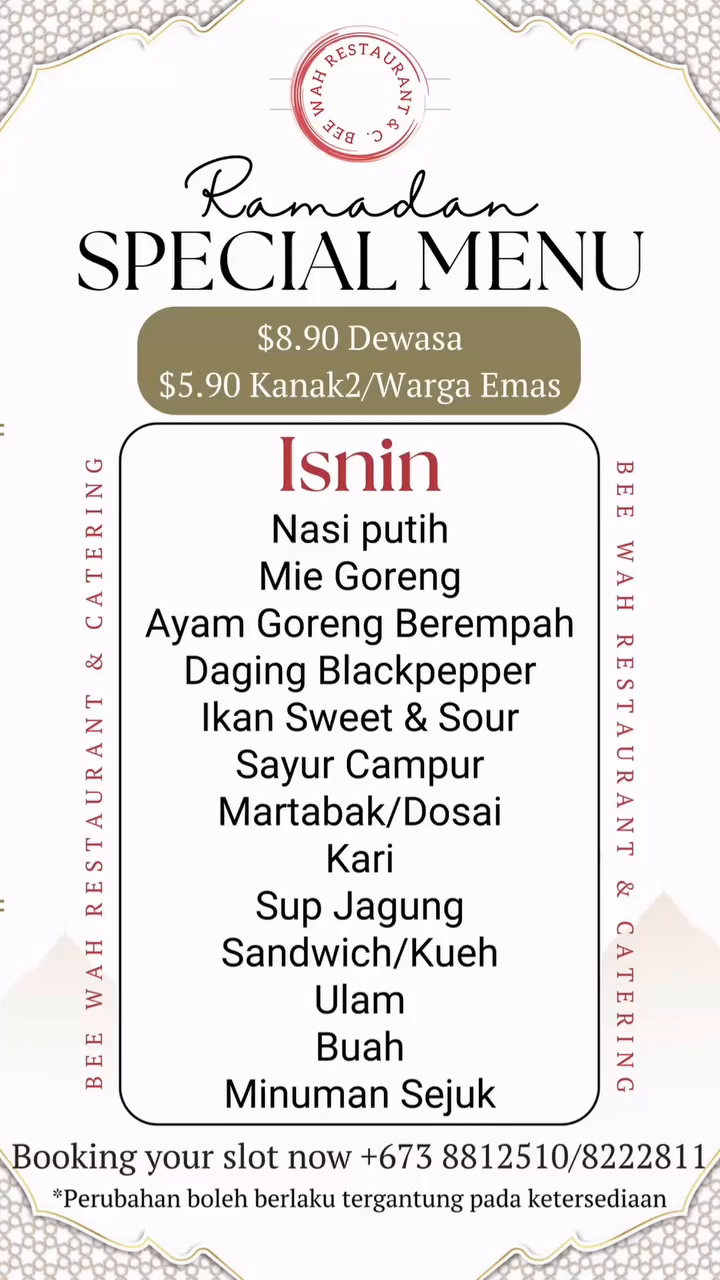 BEE WAH RESTAURANT & C.
Ramadan
SPECIAL MENU
$8.90 Dewasa
$5.90 Kanak2/Warga Emas
BEE WAH RESTAURANT & CATERING
Isnin
Nasi putih
Mie Goreng
Ayam Goreng Berempah
Daging Blackpepper
Ikan Sweet & Sour
Sayur Campur
Martabak/Dosai
Kari
Sup Jagung
Sandwich/Kueh
Ulam
Buah
Minuman Sejuk
BEE WAH RESTAURANT & CATERING
Booking your slot now +673 8812510/8222811
*Perubahan boleh berlaku tergantung pada ketersediaan